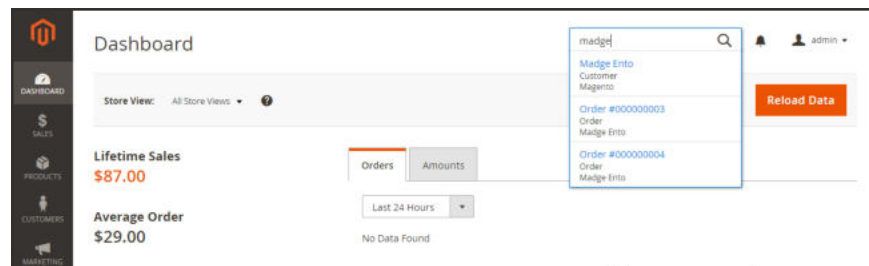 Dashboard
madge
admin
Madge Ento
Customer
Magento
Order #000000003
Order
Madge Ento
Order #000000004
Order
Madge Ento
DASHBOARD
SALES
PRODUCTS
CUSTOMERS
MARKETING
Store View: All Store Views
Reload Data
Lifetime Sales
$87.00
Average Order
$29.00
Orders
Amounts
Last 24 Hours
No Data Found